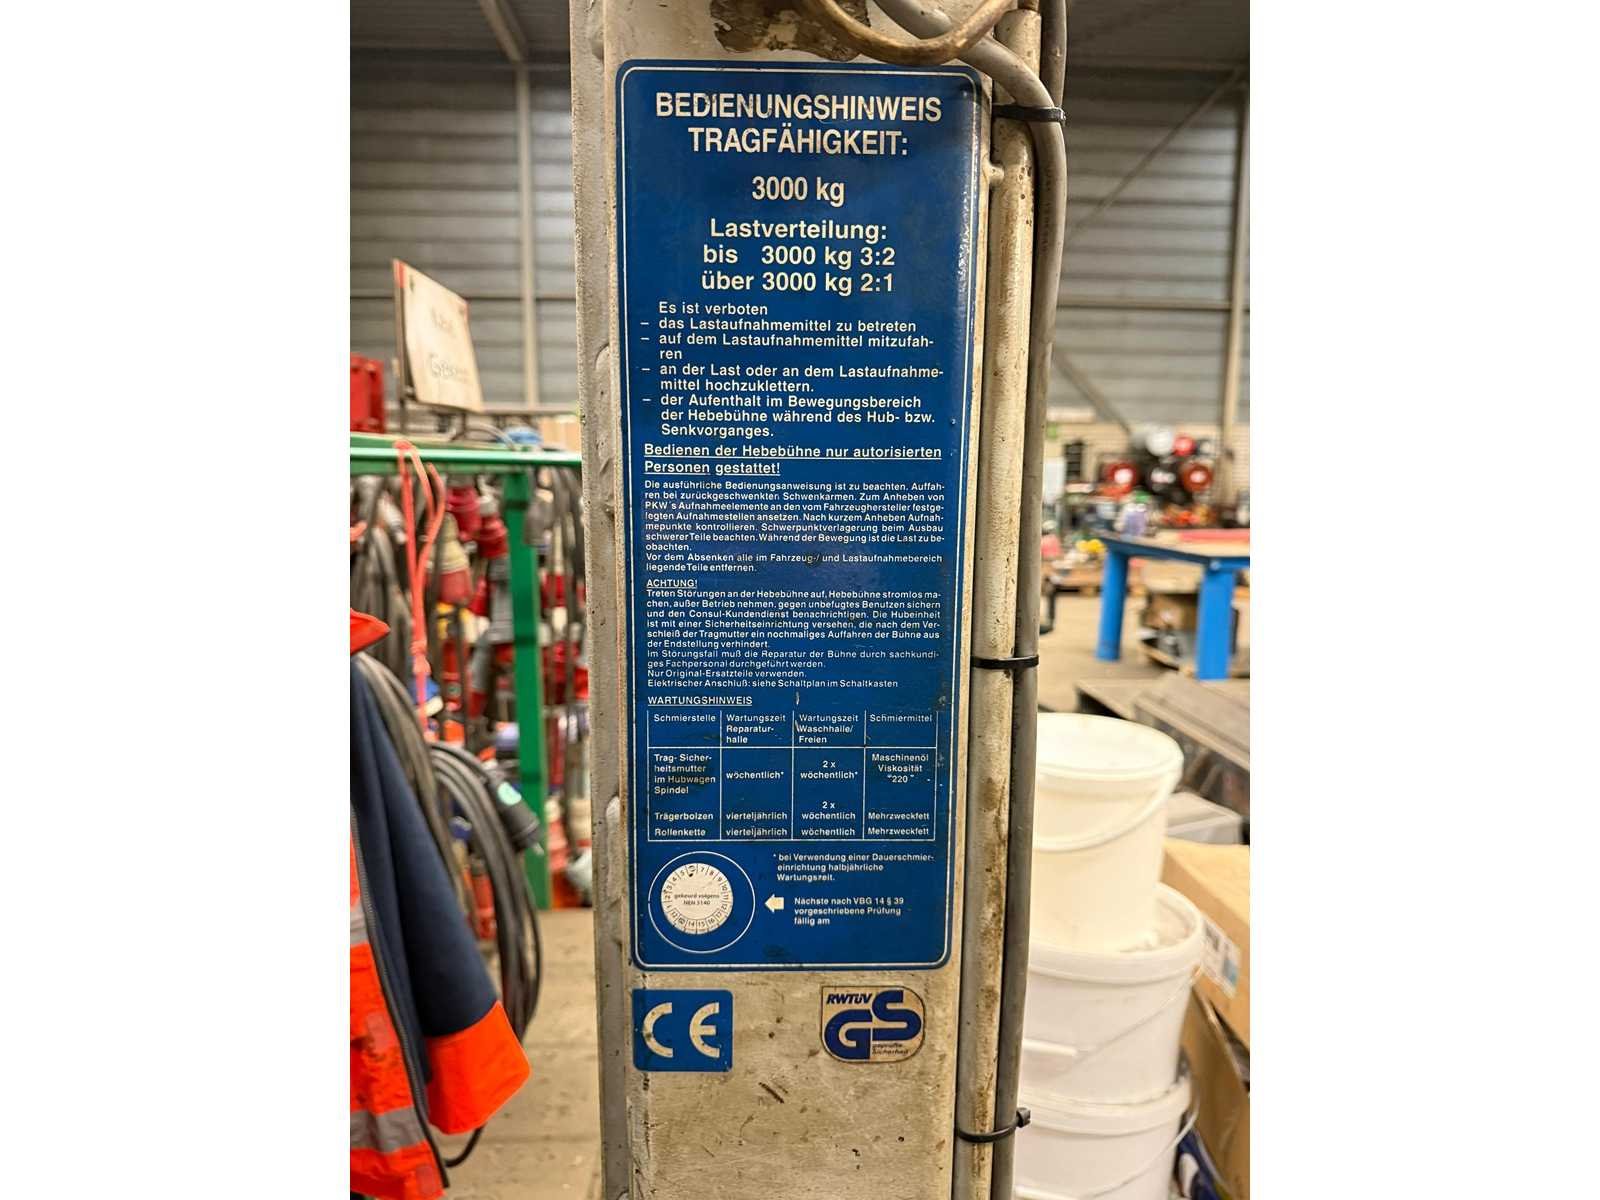 BEDIENUNGSHINWEIS
TRAGFÄHIGKEIT:
3000 kg
Lastverteilung:
bis 3000 kg 3:2
über 3000 kg 2:1
Es ist verboten
– das Lastaufnahmemittel zu betreten
– auf dem Lastaufnahmemittel mitzufah-
ren
– an der Last oder an dem Lastaufnahme-
mittel hochzuklettern.
– der Aufenthalt im Bewegungsbereich
der Hebebühne während des Hub- bzw.
Senkvorganges.
Bedienen der Hebebühne nur autorisierten
Personen gestattet!
Die ausführliche Bedienungsanweisung ist zu beachten. Auffah-
ren bei zurückgeschwenkten Schwenkarmen. Zum Anheben von
PKW's Aufnahmeelemente an den vom Fahrzeughersteller festge-
legten Aufnahmestellen ansetzen. Nach kurzem Anheben Aufnah-
mepunkte kontrollieren. Schwerpunktverlagerung beim Ausbau
schwerer Teile beachten. Während der Bewegung ist die Last zu be-
obachten.
Vor dem Absenken alle im Fahrzeug-/ und Lastaufnahmebereich
liegende Teile entfernen.
ACHTUNG!
Treten Störungen an der Hebebühne auf, Hebebühne stromlos ma-
chen, außer Betrieb nehmen, gegen unbefugtes Benutzen sichern
und den Consul-Kundendienst benachrichtigen. Die Hubeinheit
ist mit einer Sicherheitseinrichtung versehen, die nach dem Ver-
schleiß der Tragmutter ein nochmaliges Auffahren der Bühne aus
der Endstellung verhindert.
Im Störungsfall muß die Reparatur der Bühne durch sachkundi-
ges Fachpersonal durchgeführt werden.
Nur Original-Ersatzteile verwenden.
Elektrischer Anschluß: siehe Schaltplan im Schaltkasten
WARTUNGSHINWEIS
Schmierstelle Wartungszeit Wartungszeit Schmiermittel
Reparatur- Waschhalle/
halle Freien
Trag- Sicher- Maschinenöl
heitsmutter 2 x Viskosität
im Hubwagen wöchentlich* wöchentlich* "220"
Spindel
2 x
Trägerbolzen vierteljährlich wöchentlich Mehrzweckfett
Rollenkette vierteljährlich wöchentlich Mehrzweckfett
* bei Verwendung einer Dauerschmier-
einrichtung halbjährliche
Wartungszeit.
gekeurd volgens
NEN 3140
Nächste nach VBG 14 § 39
vorgeschriebene Prüfung
fällig am
CE
RWTÜV
GS
geprüfte
Sicherheit